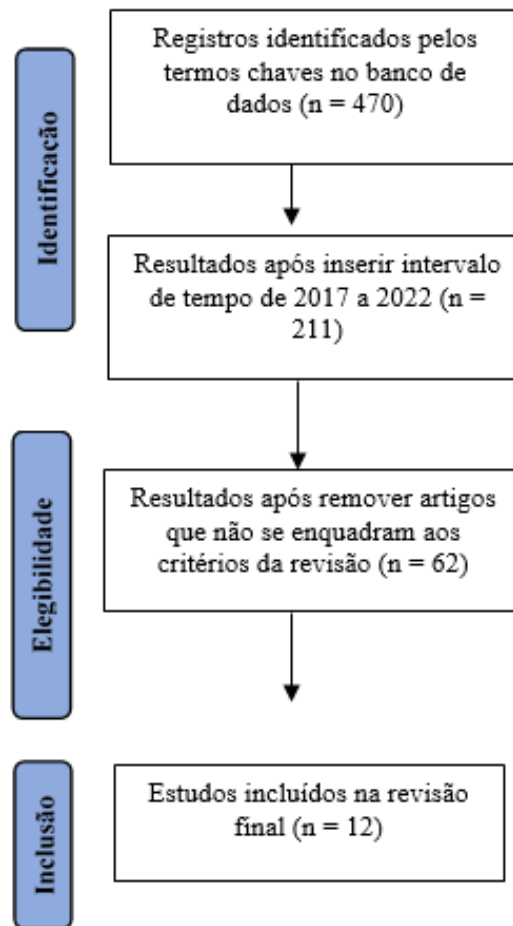 Identificação
Registros identificados pelos
termos chaves no banco de
dados (n = 470)
Resultados após inserir intervalo
de tempo de 2017 a 2022 (n =
211)
Elegibilidade
Resultados após remover artigos
que não se enquadram aos
critérios da revisão (n = 62)
Inclusão
Estudos incluídos na revisão
final (n = 12)